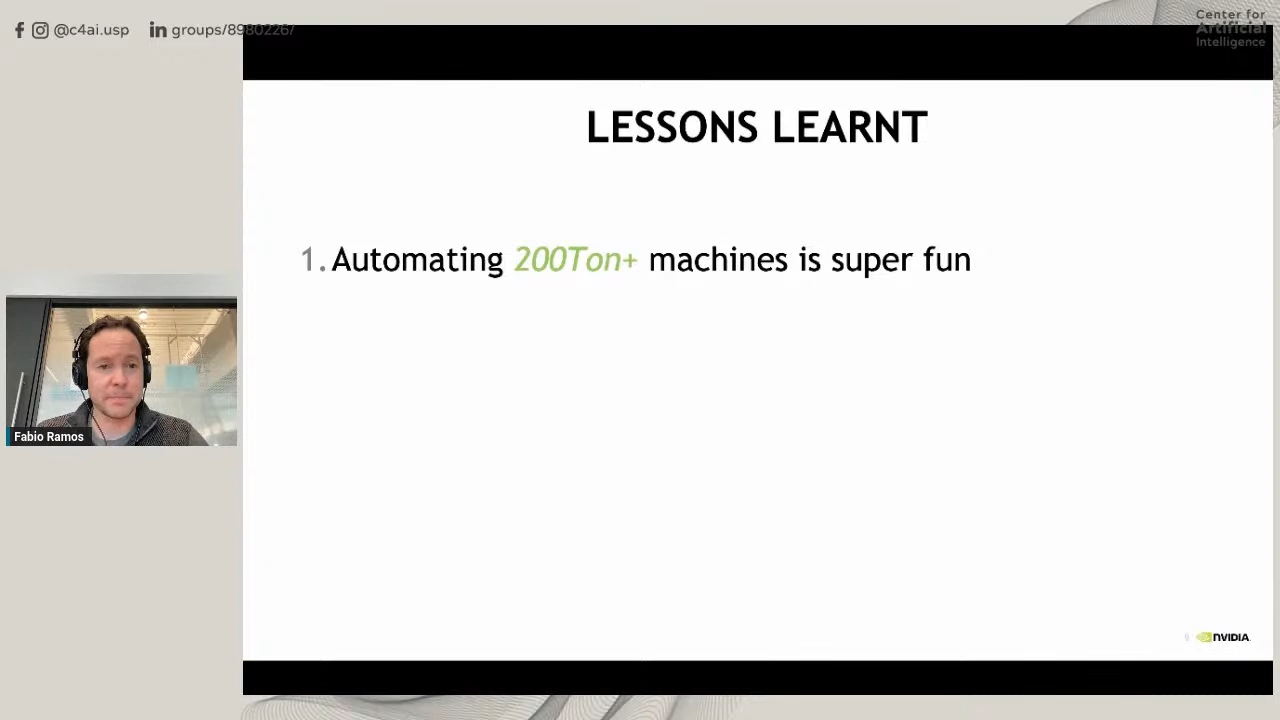 @c4ai.usp groups/8980226/
Center for
Artificial
Intelligence
LESSONS LEARNT
1. Automating 200Ton+ machines is super fun
Fabio Ramos
NVIDIA